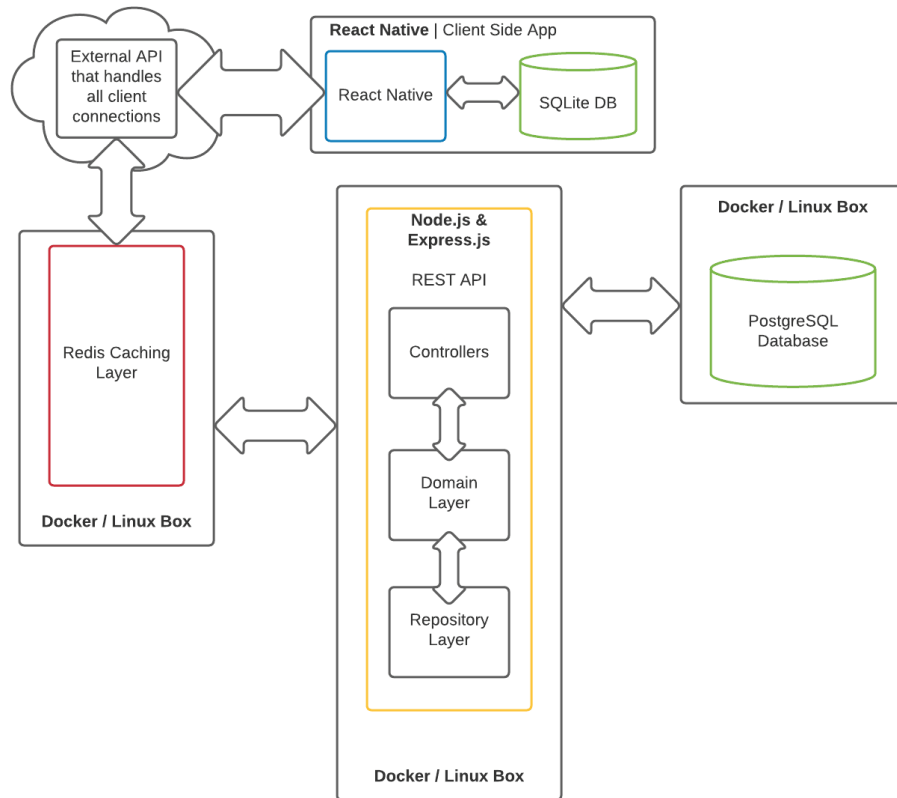 External API
that handles
all client
connections
React Native | Client Side App
React Native
SQLite DB
Redis Caching
Layer
Docker / Linux Box
Node.js &
Express.js
REST API
Controllers
Domain
Layer
Repository
Layer
Docker / Linux Box
Docker / Linux Box
PostgreSQL
Database